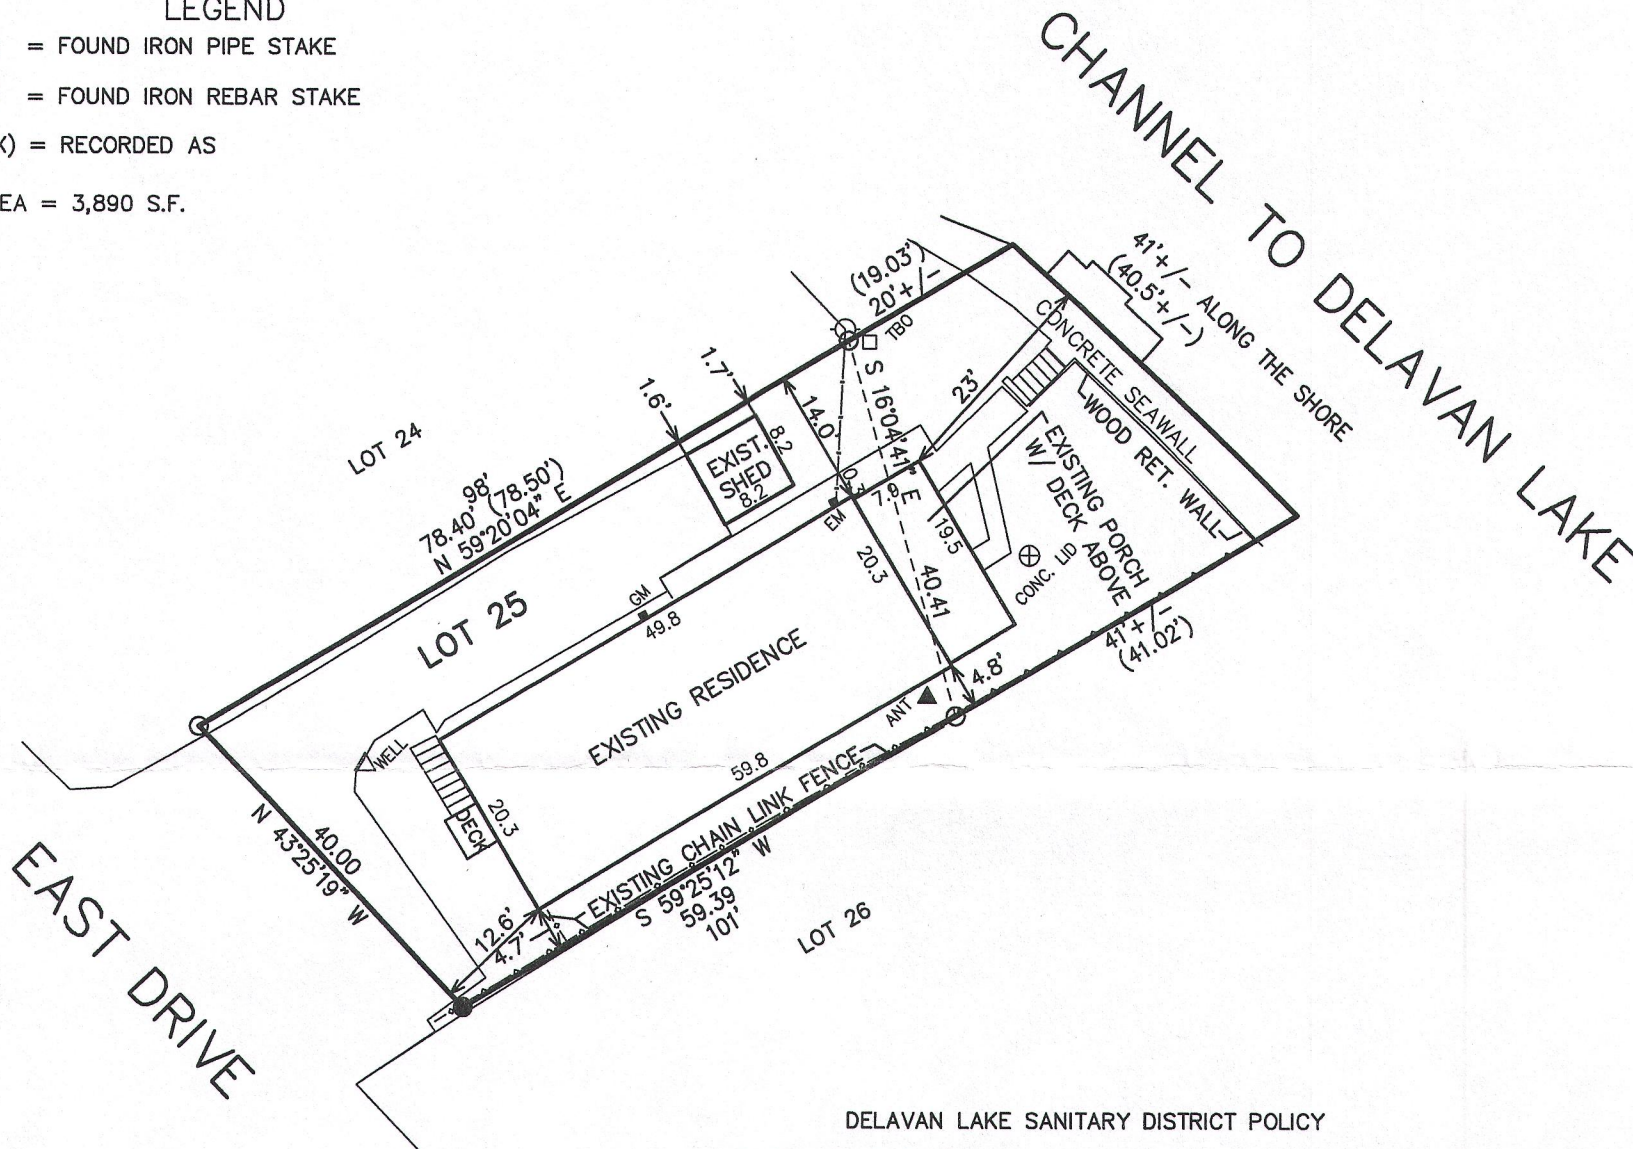 LEGEND
= FOUND IRON PIPE STAKE
= FOUND IRON REBAR STAKE
X) = RECORDED AS
EA = 3,890 S.F.
CHANNEL TO DELAVAN LAKE
41'+/- ALONG THE SHORE
(40.5'+/-)
(19.03')
20'+/-
TBO
CONCRETE SEAWALL
WOOD RET. WALL
EXISTING PORCH
W/ DECK ABOVE
23'
S 16°04'41" E
40.41
1.7'
1.6'
14.0'
LOT 24
EXIST.
SHED
8.2
8.2
98'
78.40' (78.50')
N 59°20'04" E
0.3
7.9
EM
19.5
20.3
CONC. LID
LOT 25
GM
49.8
EXISTING RESIDENCE
41'+/-
(41.02')
4.8'
ANT
WELL
DECK
20.3
59.8
EXISTING CHAIN LINK FENCE
S 59°25'12" W
59.39
101'
LOT 26
40.00
N 43°25'19" W
12.6'
4.7'
EAST DRIVE
DELAVAN LAKE SANITARY DISTRICT POLICY